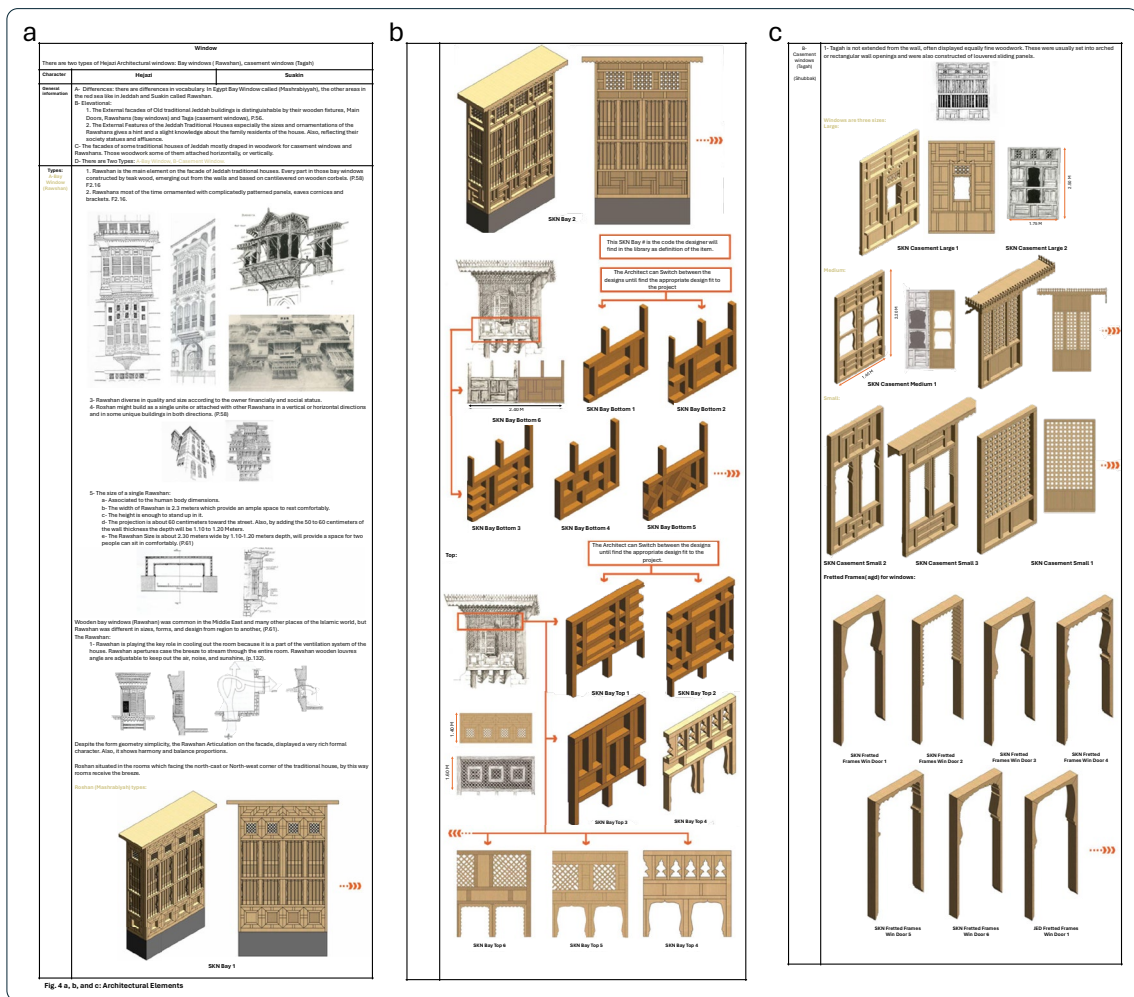 a
Window
There are two types of Hejazi Architectural windows: Bay windows ( Rawshan), casement windows (Tagah)
Character
Hejazi
Suakin
General information
A- Differences: there are differences in vocabulary. In Egypt Bay Window called (Mashrabiyyah), the other areas in
the red sea like in Jeddah and Suakin called Rawshan.
B- Elevational:
1. The External facades of Old traditional Jeddah buildings is distinguishable by their wooden fixtures, Main
Doors, Rawshans (bay windows) and Taga (casement windows), P.56.
2. The External Features of the Jeddah Traditional Houses especially the sizes and ornamentations of the
Rawshans gives a hint and a slight knowledge about the family residents of the house. Also, reflecting their
society statues and affluence.
C- The facades of some traditional houses of Jeddah mostly draped in woodwork for casement windows and
Rawshans. Those woodworks some of them attached horizontally, or vertically.
D- There are Two Types: A-Bay Window, B-Casement Window.
Types:
A-Bay
Window
(Rawshan)
1. Rawshan is the main-element on the facade of Jeddah traditional houses. Every part in those bay windows
constructed by teak wood, emerging out from the walls and based on cantilavered on wooden corbels. (P.58)
F2.16
2. Rawshans most of the time ornamented with complicatedly patterned panels, eaves cornices and
brackets. F2.16.
3- Rawshan diverse in quality and size according to the owner financially and social status.
4- Roshan might build as a single units or attached with other Rawshans in a vertical or horizontal directions
and in some unique buildings in both directions. (P.58)
5- The size of a single Rawshan:
a- Associated to the human body dimensions.
b- The width of Rawshan is 2.3 meters which provide an ample space to rest comfortably.
c- The height is enough to stand up in it.
d- The projection is about 60 centimeters toward the street. Also, by adding the 50 to 60 centimeters of
the wall thickness the depth will be 1.10 to 1.20 Meters.
e- The Rawshan Size is about 2.30 meters wide by 1.10-1.20 meters depth, will provide a space for two
people can sit in comfortably. (P.61)
Wooden bay windows (Rawshan) was common in the Middle East and many other places of the Islamic world, but
Rawshan was different in sizes, forms, and design from region to another, (P.61).
The Rawshan:
1- Rawshan is playing the key role in cooling out the room because it is a part of the ventilation system of the
house. Rawshan apertures case the breeze to stream through the entire room. Rawshan wooden louvres
angle are adjustable to keep out the air, noise, and sunshine, (p.132).
Despite the form geometry simplicity, the Rawshan Articulation on the facade, displayed a very rich formal
character. Also, it shows harmony and balance proportions.
Roshan situated in the rooms which facing the north-east or North-west corner of the traditional house, by this way
rooms receive the breeze.
Roshan (Mashrabiyah) types:
SKN Bay 1
Fig. 4 a, b, and c: Architectural Elements
b
SKN Bay 2
This SKN Bay # is the code the designer will
find in the library as definition of the item.
The Architect can Switch between the
designs until find the appropriate design fit to
the project
2.00 M
SKN Bay Bottom 6
SKN Bay Bottom 1
SKN Bay Bottom 2
SKN Bay Bottom 3
SKN Bay Bottom 4
SKN Bay Bottom 5
Top:
The Architect can Switch between the designs
until find the appropriate design fit to the
project.
SKN Bay Top 1
SKN Bay Top 2
1.40 M
1.60 M
SKN Bay Top 3
SKN Bay Top 4
SKN Bay Top 6
SKN Bay Top 5
SKN Bay Top 4
c
B-
Casement
windows
(Tagah)
(Shubbak)
1- Tagah is not extended from the wall, often displayed equally fine woodwork. These were usually set into arched
or rectangular wall openings and were also constructed of louvered sliding panels.
Windows are three sizes:
Large:
1.75 M
SKN Casement Large 1
SKN Casement Large 2
Medium:
SKN Casement Medium 1
Small:
SKN Casement Small 2
SKN Casement Small 3
SKN Casement Small 1
Fretted Frames( agd) for windows:
SKN Fretted
Frames Win Door 1
SKN Fretted
Frames Win Door 2
SKN Fretted
Frames Win Door 3
SKN Fretted
Frames Win Door 4
SKN Fretted Frames
Win Door 5
SKN Fretted Frames
Win Door 6
JED Fretted Frames
Win Door 1